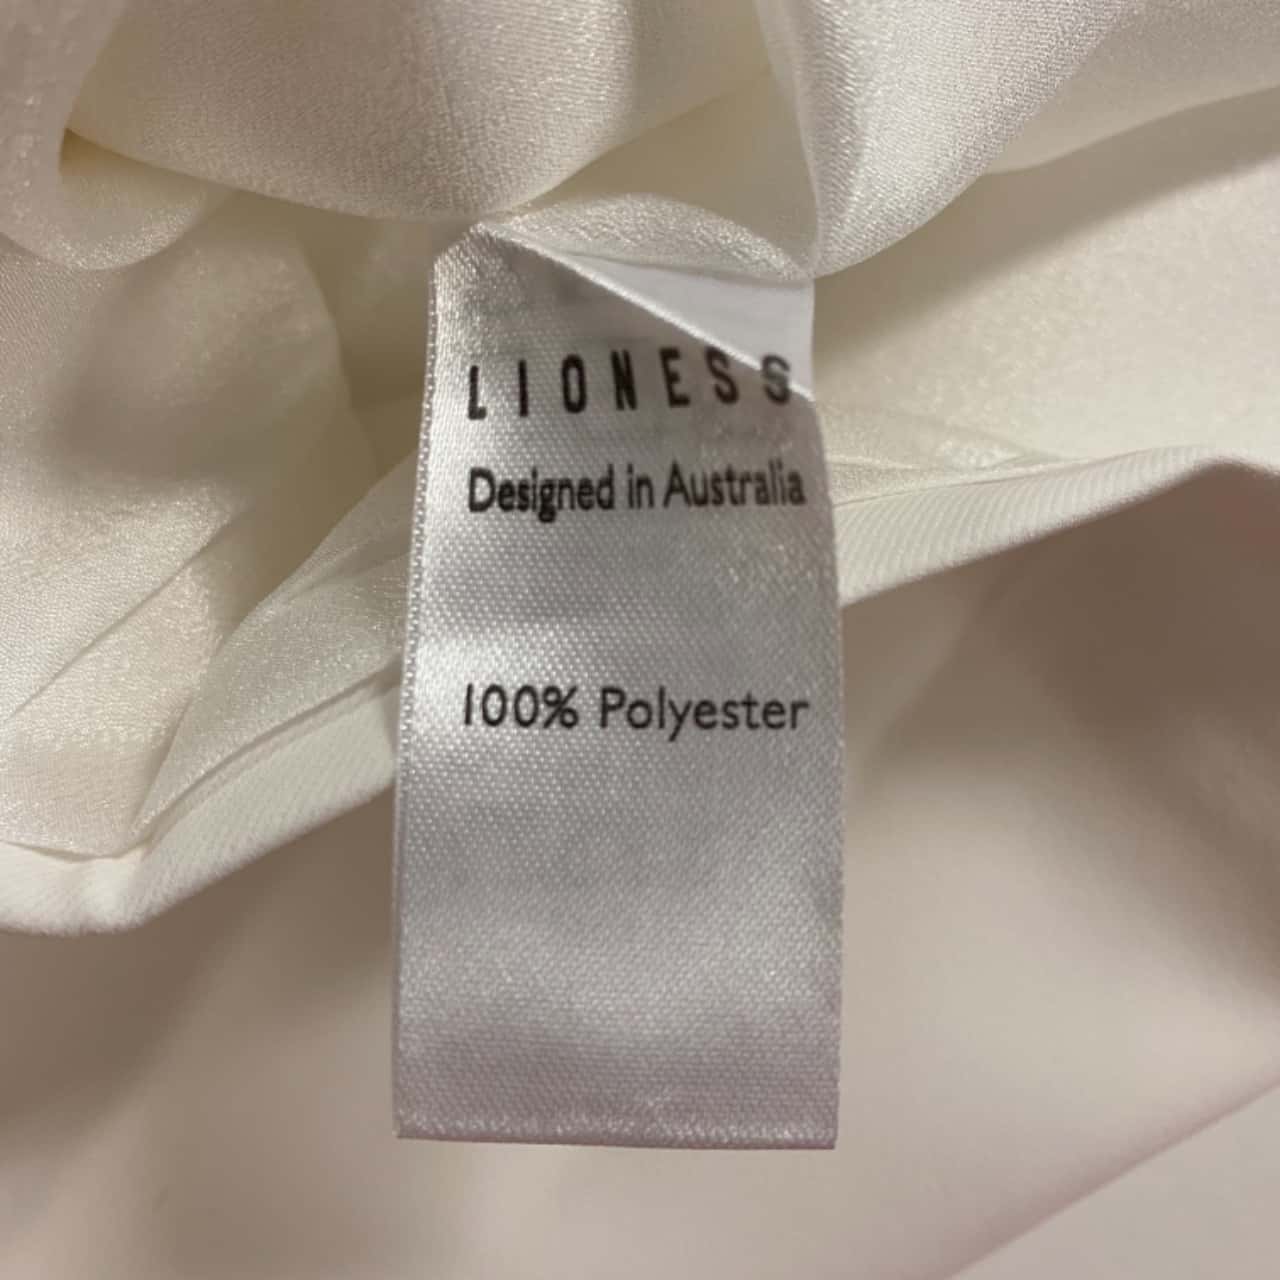 LIONESS
Designed in Australia
100% Polyester